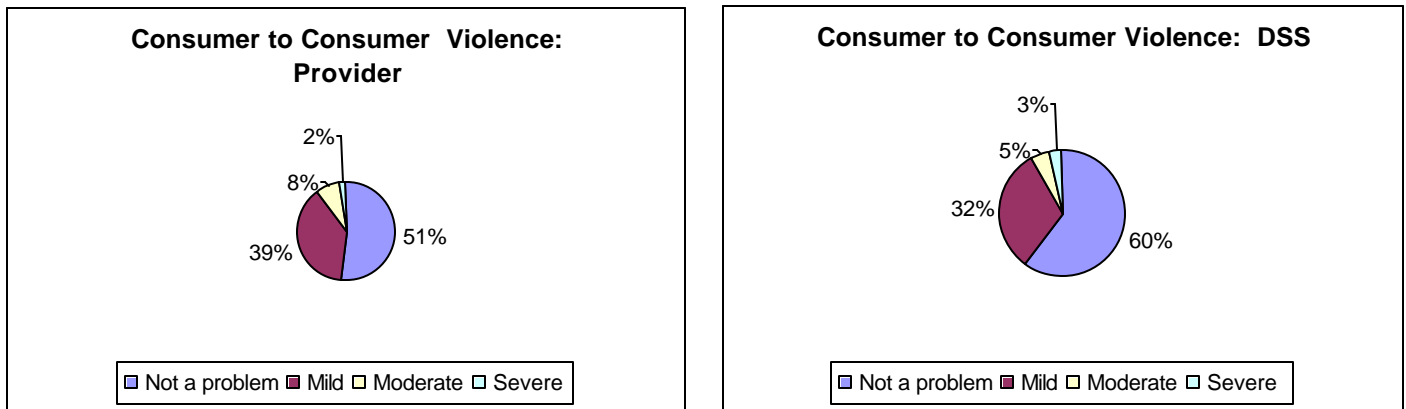 Consumer to Consumer Violence:
Provider
2%
8%
39%
51%
Not a problem Mild Moderate Severe
Consumer to Consumer Violence: DSS
3%
5%
32%
60%
Not a problem Mild Moderate Severe